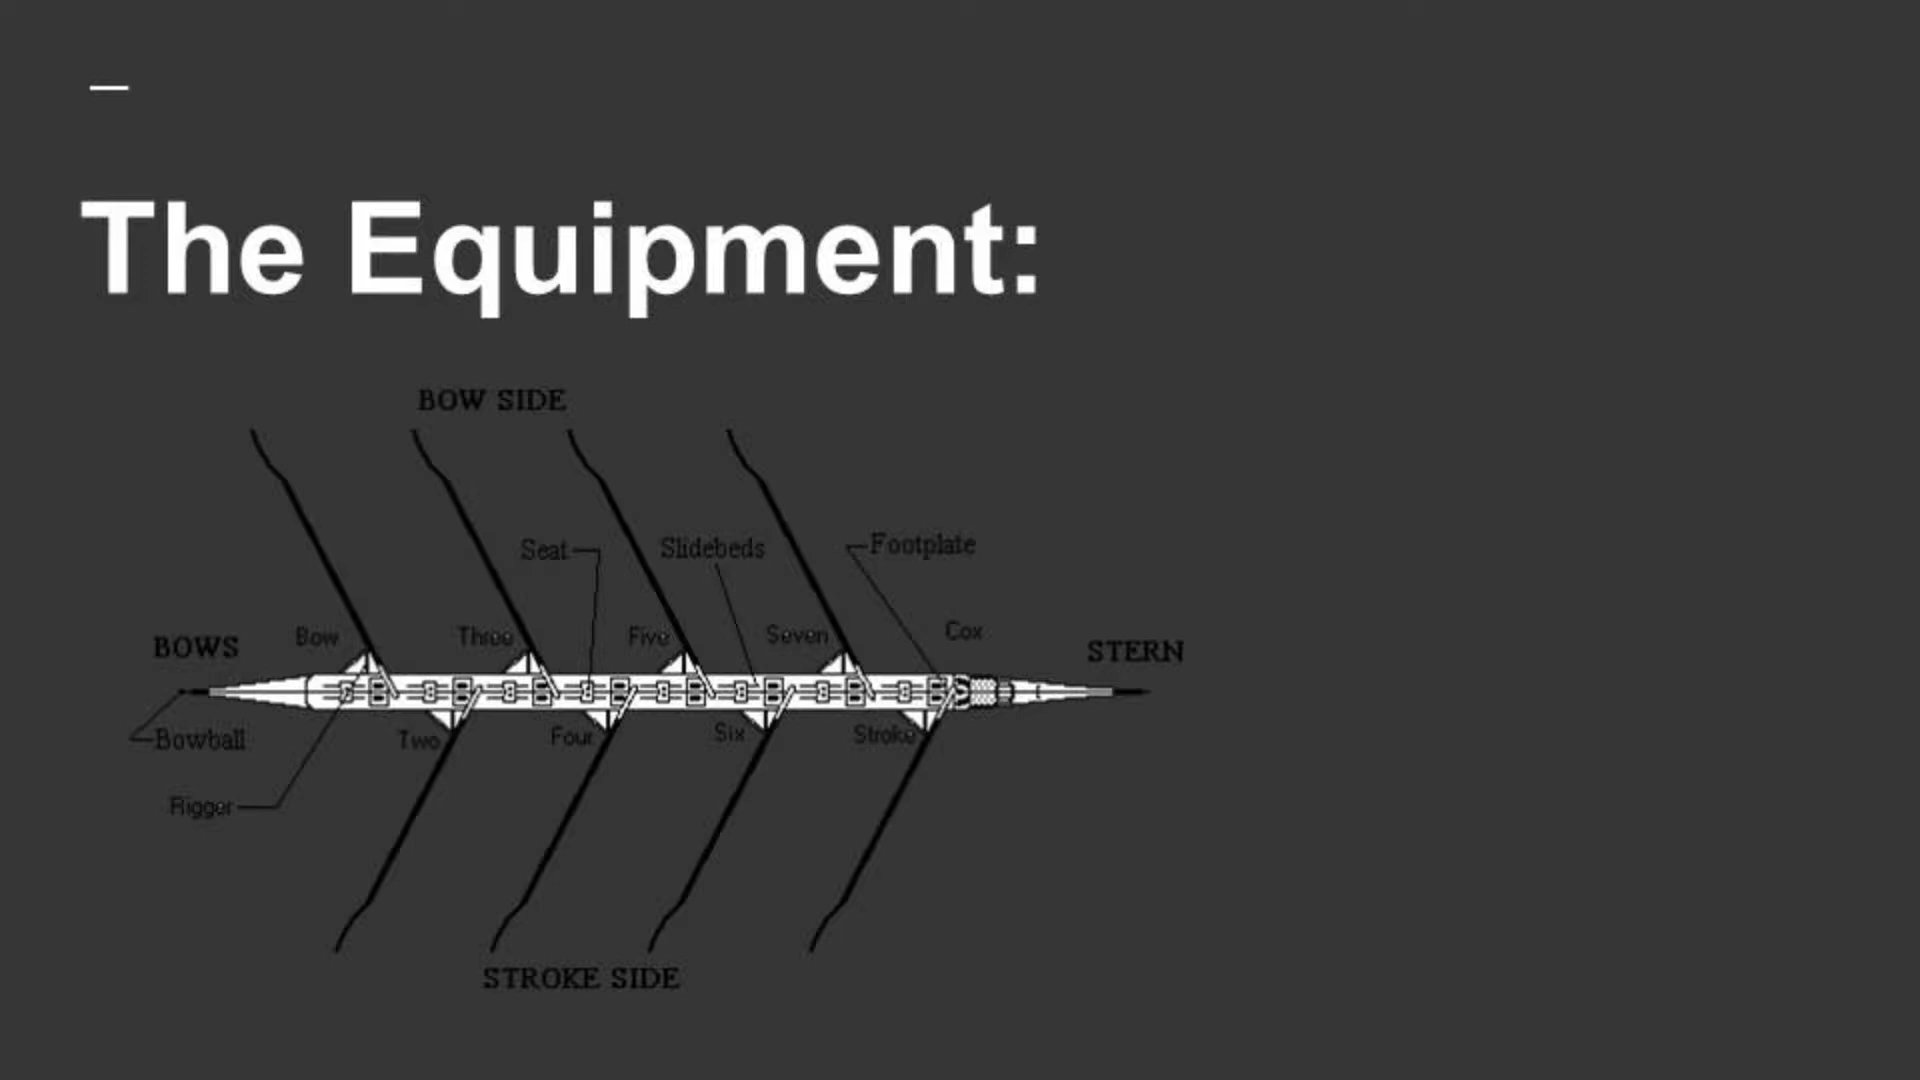 The Equipment:
BOW SIDE
Seat
Slidebeds
Footplate
BOWS
Bow
Three
Five
Seven
Cox
STERN
Bowball
Two
Four
Six
Stroke
Rigger
STROKE SIDE